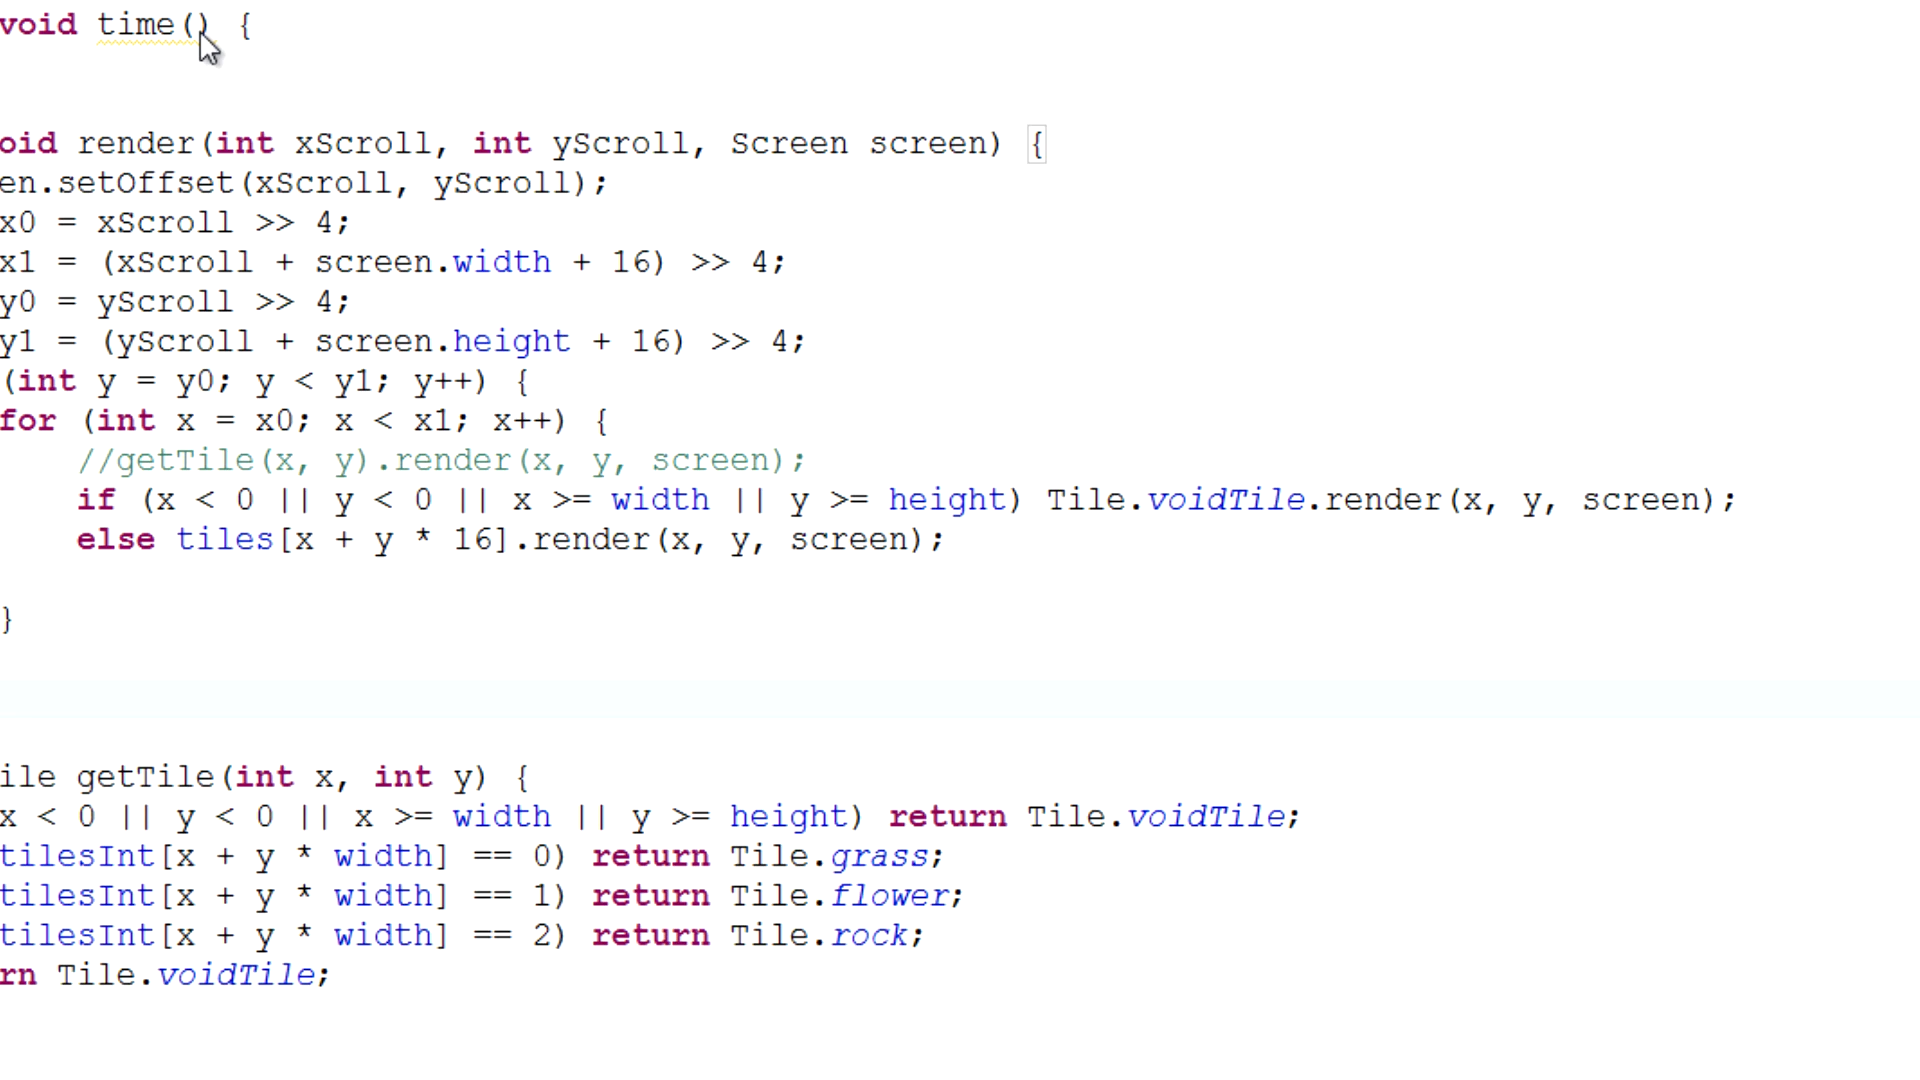 void time() {
oid render(int xScroll, int yScroll, Screen screen) {
en.setOffset(xScroll, yScroll);
x0 = xScroll >> 4;
x1 = (xScroll + screen.width + 16) >> 4;
y0 = yScroll >> 4;
y1 = (yScroll + screen.height + 16) >> 4;
(int y = y0; y < y1; y++) {
for (int x = x0; x < x1; x++) {
//getTile(x, y).render(x, y, screen);
if (x < 0 || y < 0 || x >= width || y >= height) Tile.voidTile.render(x, y, screen);
else tiles[x + y * 16].render(x, y, screen);
}
ile getTile(int x, int y) {
x < 0 || y < 0 || x >= width || y >= height) return Tile.voidTile;
tilesInt[x + y * width] == 0) return Tile.grass;
tilesInt[x + y * width] == 1) return Tile.flower;
tilesInt[x + y * width] == 2) return Tile.rock;
rn Tile.voidTile;